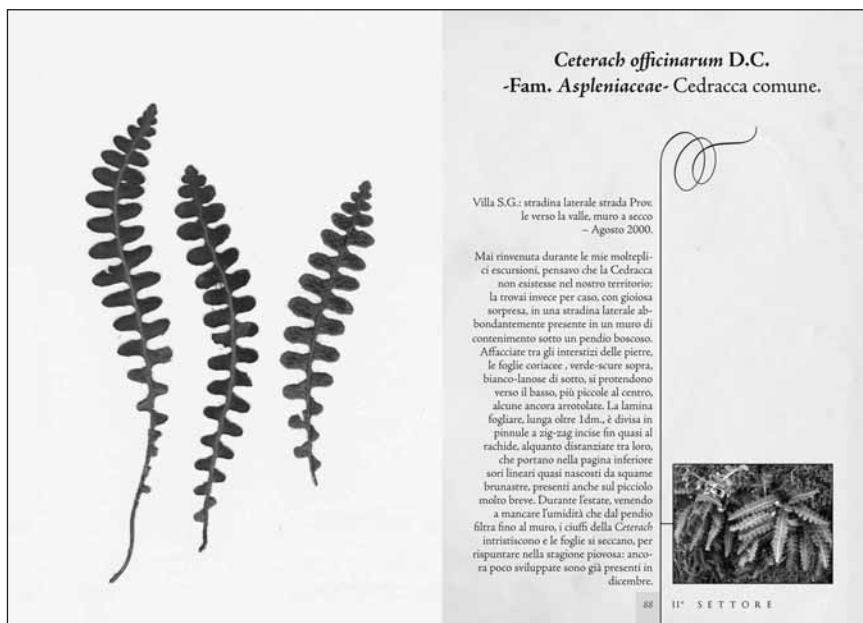 Ceterach officinarum D.C.
-Fam. Aspleniaceae- Cedracca comune.
Villa S.G.: stradina laterale strada Prov.
le verso la valle, muro a secco
– Agosto 2000.
Mai rinvenuta durante le mie moltepli-
ci escursioni, pensavo che la Cedracca
non esistesse nel nostro territorio;
la trovai invece per caso, con gioiosa
sorpresa, in una stradina laterale ab-
bondantemente presente in un muro di
contenimento sotto un pendio boscoso.
Affacciate tra gli interstizi delle pietre,
le foglie coriacee , verde-scure sopra,
bianco-lanose di sotto, si protendono
verso il basso, più piccole al centro,
alcune ancora arrotolate. La lamina
fogliare, lunga oltre 1dm., è divisa in
pinnule a zig-zag incise fin quasi al
rachide, alquanto distanziate tra loro,
che portano nella pagina inferiore
sori lineari quasi nascosti da squame
brunastre, presenti anche sul picciolo
molto breve. Durante l'estate, venendo
a mancare l'umidità che dal pendio
filtra fino al muro, i ciuffi della Ceterach
intristiscono e le foglie si seccano, per
rispuntare nella stagione piovosa: anco-
ra poco sviluppate sono già presenti in
dicembre.
88 II° SETTORE